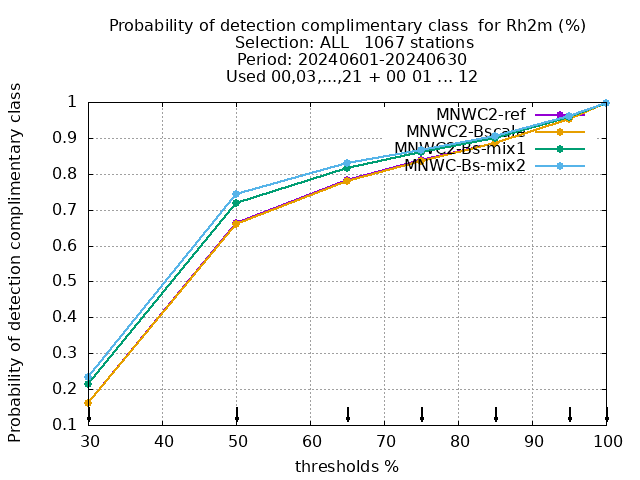 Probability of detection complimentary class  for Rh2m (%)
Selection: ALL   1067 stations
Period: 20240601-20240630
Used 00,03,...,21 + 00 01 ... 12
Probability of detection complimentary class
1
0.9
0.8
0.7
0.6
0.5
0.4
0.3
0.2
0.1
MNWC2-ref
MNWC2-Bscale
MNWC2-Bs-mix1
MNWC-Bs-mix2
30 40 50 60 70 80 90 100
thresholds %